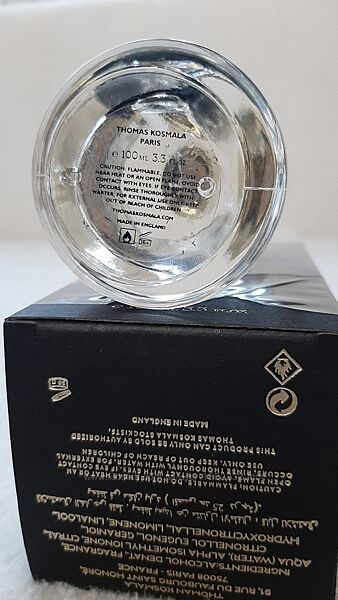 THOMAS KOSMALA
PARIS
e 100 ML 3.3
CAUTION: FLAMMABLE, DO NOT USE
NEAR HEAT OR AN OPEN FLAME. AVOID
CONTACT WITH EYES. IF EYE CONTACT
OCCURS, RINSE THOROUGHLY WITH
WARTER, FOR EXTERNAL USE ONLY, KEEP
OUT OF REACH OF CHILDREN
THOMASKOSMALA.COM
MADE IN ENGLAND
THOMAS KOSMALA
91, RUE DU FAUBOURG SAINT HONORÉ,
75008 PARIS - FRANCE
INGREDIENTS: ALCOHOL DENAT, FRAGRANCE,
AQUA (WATER), ALPHA ISOMETHYL IONONE, CITRAL,
CITRONELLOL, EUGENOL, GERANIOL,
HYDROXYCITRONELLAL, LIMONENE, LINALOOL
CAUTION: FLAMMABLE, DO NOT USE NEAR HEAT OR AN
OPEN FLAME. AVOID CONTACT WITH EYES. IF EYE CONTACT
OCCURS, RINSE THOROUGHLY WITH WATER. FOR EXTERNAL
USE ONLY. KEEP OUT OF REACH OF CHILDREN
THIS PRODUCT CAN ONLY BE SOLD BY AUTHORISED
THOMAS KOSMALA STOCKISTS,
MADE IN ENGLAND